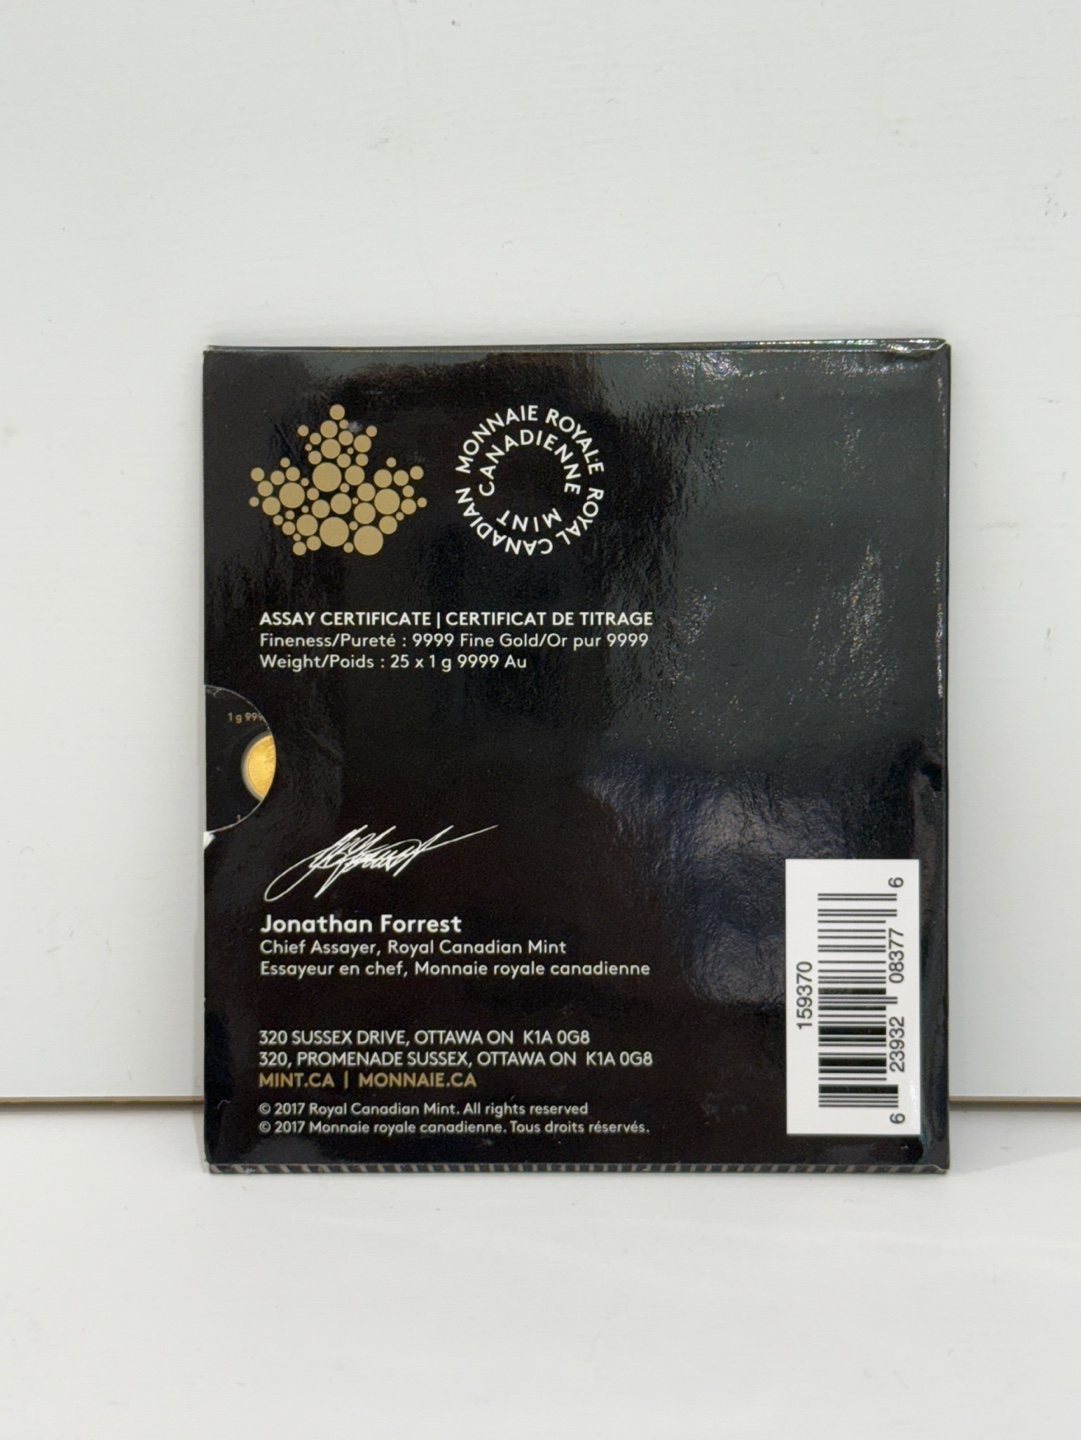 MONNAIE ROYALE CANADIENNE
ROYAL CANADIAN MINT
ASSAY CERTIFICATE | CERTIFICAT DE TITRAGE
Fineness/Pureté : 9999 Fine Gold/Or pur 9999
Weight/Poids : 25 x 1 g 9999 Au
1 g 999
Jonathan Forrest
Chief Assayer, Royal Canadian Mint
Essayeur en chef, Monnaie royale canadienne
320 SUSSEX DRIVE, OTTAWA ON K1A 0G8
320, PROMENADE SUSSEX, OTTAWA ON K1A 0G8
MINT.CA | MONNAIE.CA
© 2017 Royal Canadian Mint. All rights reserved
© 2017 Monnaie royale canadienne. Tous droits réservés.
159370
6 23932 08377 6